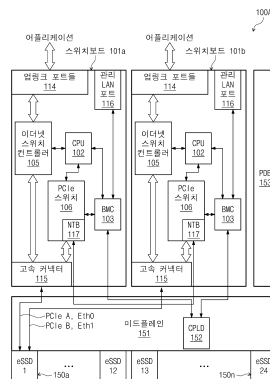 100A
어플리케이션
어플리케이션
스위치보드 101a
스위치보드 101b
업링크 포트들
114
관리
LAN
포트
116
업링크 포트들
114
관리
LAN
포트
116
이더넷
스위치
컨트롤러
105
CPU
102
PCIe
스위치
106
NTB
117
BMC
103
이더넷
스위치
컨트롤러
105
CPU
102
PCIe
스위치
106
NTB
117
BMC
103
PDB
153
고속 커넥터
115
고속 커넥터
115
PCIe A, Eth0
PCIe B, Eth1
미드플레인
151
CPLD
152
eSSD
1
...
eSSD
12
eSSD
13
...
eSSD
24
150a
150n